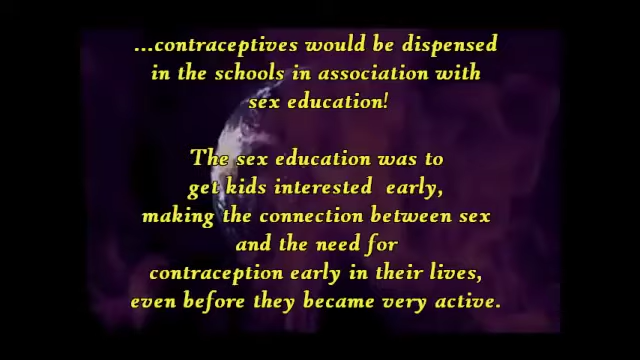 ...contraceptives would be dispensed
in the schools in association with
sex education!
The sex education was to
get kids interested early,
making the connection between sex
and the need for
contraception early in their lives,
even before they became very active.